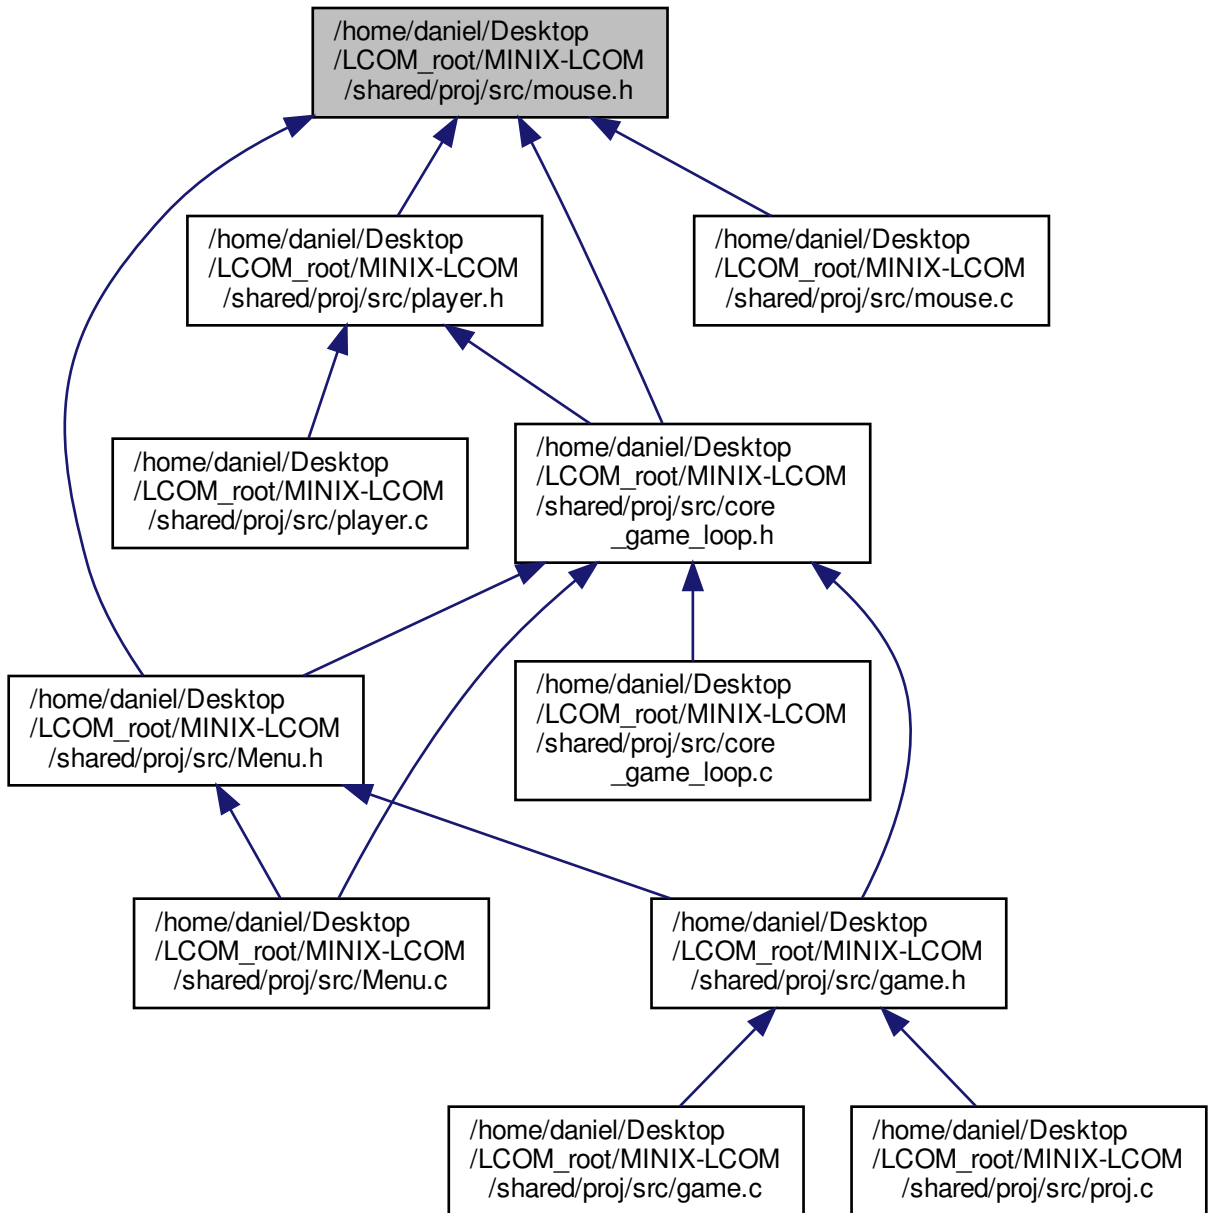 /home/daniel/Desktop
/LCOM_root/MINIX-LCOM
/shared/proj/src/mouse.h
/home/daniel/Desktop
/LCOM_root/MINIX-LCOM
/shared/proj/src/player.h
/home/daniel/Desktop
/LCOM_root/MINIX-LCOM
/shared/proj/src/mouse.c
/home/daniel/Desktop
/LCOM_root/MINIX-LCOM
/shared/proj/src/player.c
/home/daniel/Desktop
/LCOM_root/MINIX-LCOM
/shared/proj/src/core
_game_loop.h
/home/daniel/Desktop
/LCOM_root/MINIX-LCOM
/shared/proj/src/Menu.h
/home/daniel/Desktop
/LCOM_root/MINIX-LCOM
/shared/proj/src/core
_game_loop.c
/home/daniel/Desktop
/LCOM_root/MINIX-LCOM
/shared/proj/src/Menu.c
/home/daniel/Desktop
/LCOM_root/MINIX-LCOM
/shared/proj/src/game.h
/home/daniel/Desktop
/LCOM_root/MINIX-LCOM
/shared/proj/src/game.c
/home/daniel/Desktop
/LCOM_root/MINIX-LCOM
/shared/proj/src/proj.c